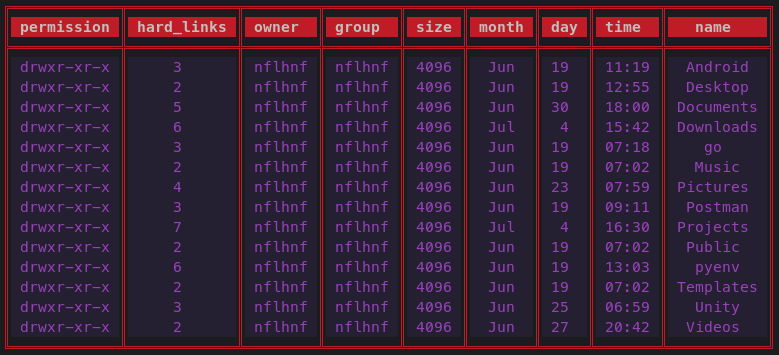 permission hard_links owner group size month day time name
drwxr-xr-x 3 nflhnf nflhnf 4096 Jun 19 11:19 Android
drwxr-xr-x 2 nflhnf nflhnf 4096 Jun 19 12:55 Desktop
drwxr-xr-x 5 nflhnf nflhnf 4096 Jun 30 18:00 Documents
drwxr-xr-x 6 nflhnf nflhnf 4096 Jul 4 15:42 Downloads
drwxr-xr-x 3 nflhnf nflhnf 4096 Jun 19 07:18 go
drwxr-xr-x 2 nflhnf nflhnf 4096 Jun 19 07:02 Music
drwxr-xr-x 4 nflhnf nflhnf 4096 Jun 23 07:59 Pictures
drwxr-xr-x 3 nflhnf nflhnf 4096 Jun 19 09:11 Postman
drwxr-xr-x 7 nflhnf nflhnf 4096 Jul 4 16:30 Projects
drwxr-xr-x 2 nflhnf nflhnf 4096 Jun 19 07:02 Public
drwxr-xr-x 6 nflhnf nflhnf 4096 Jun 19 13:03 pyenv
drwxr-xr-x 2 nflhnf nflhnf 4096 Jun 19 07:02 Templates
drwxr-xr-x 3 nflhnf nflhnf 4096 Jun 25 06:59 Unity
drwxr-xr-x 2 nflhnf nflhnf 4096 Jun 27 20:42 Videos